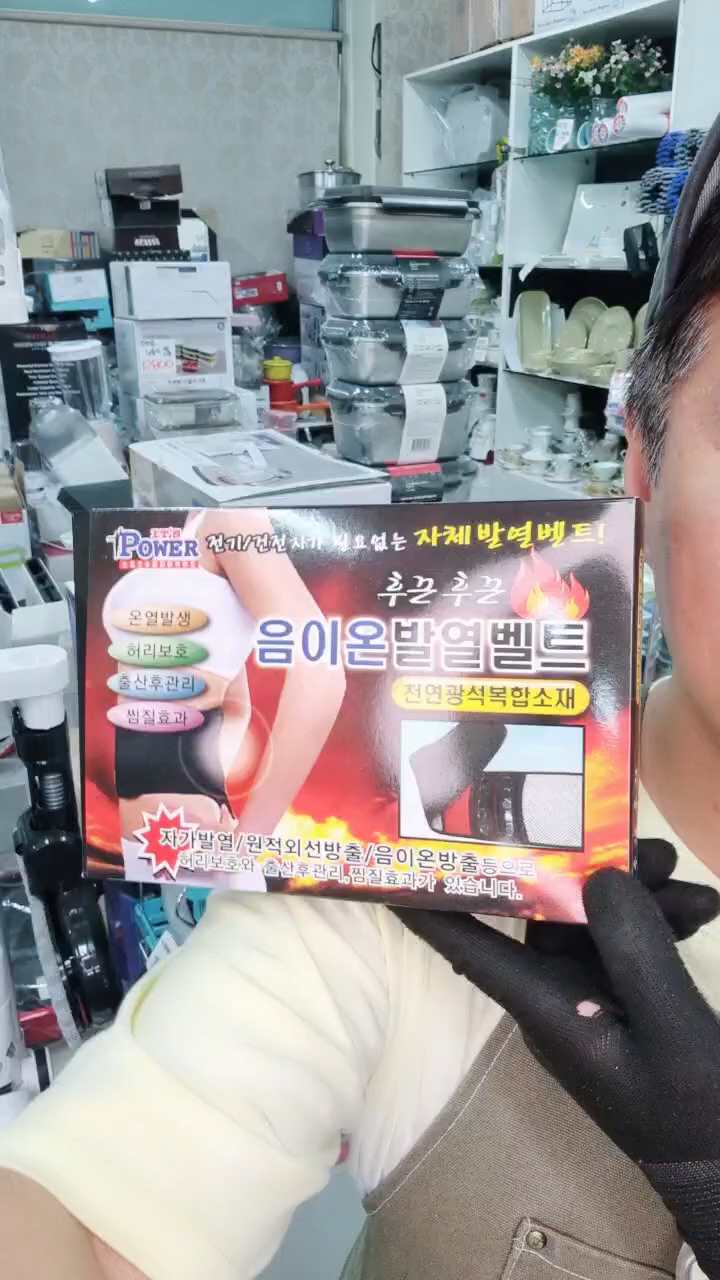 IT'S
POWER
전기/건전지가 필요없는 자체발열벨트!
후끈후끈
음이온발열벨트
천연광석복합소재
온열발생
허리보호
출산후관리
찜질효과
자가발열/원적외선방출/음이온방출등으로
허리보호와 출산후관리,찜질효과가 있습니다.